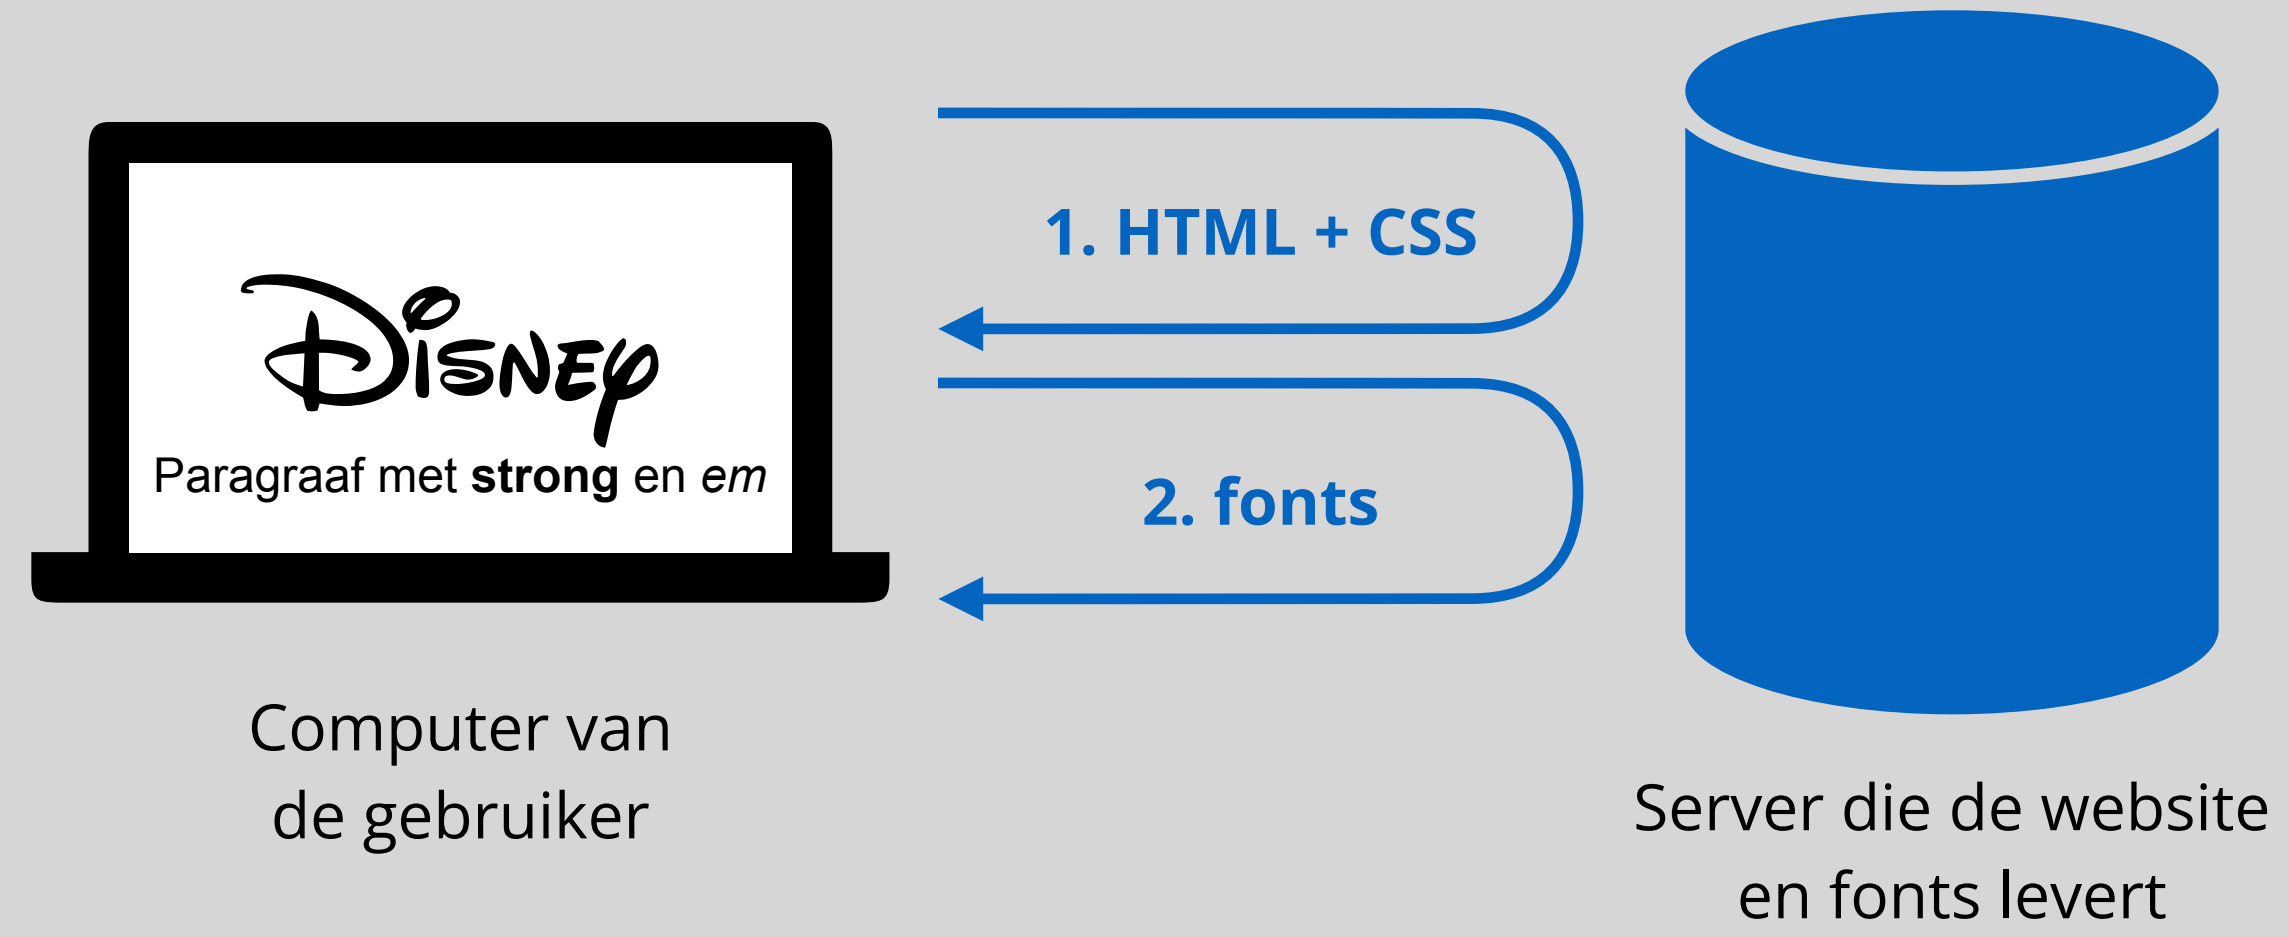 Disney
Paragraaf met strong en em
1. HTML + CSS
2. fonts
Computer van
de gebruiker
Server die de website
en fonts levert